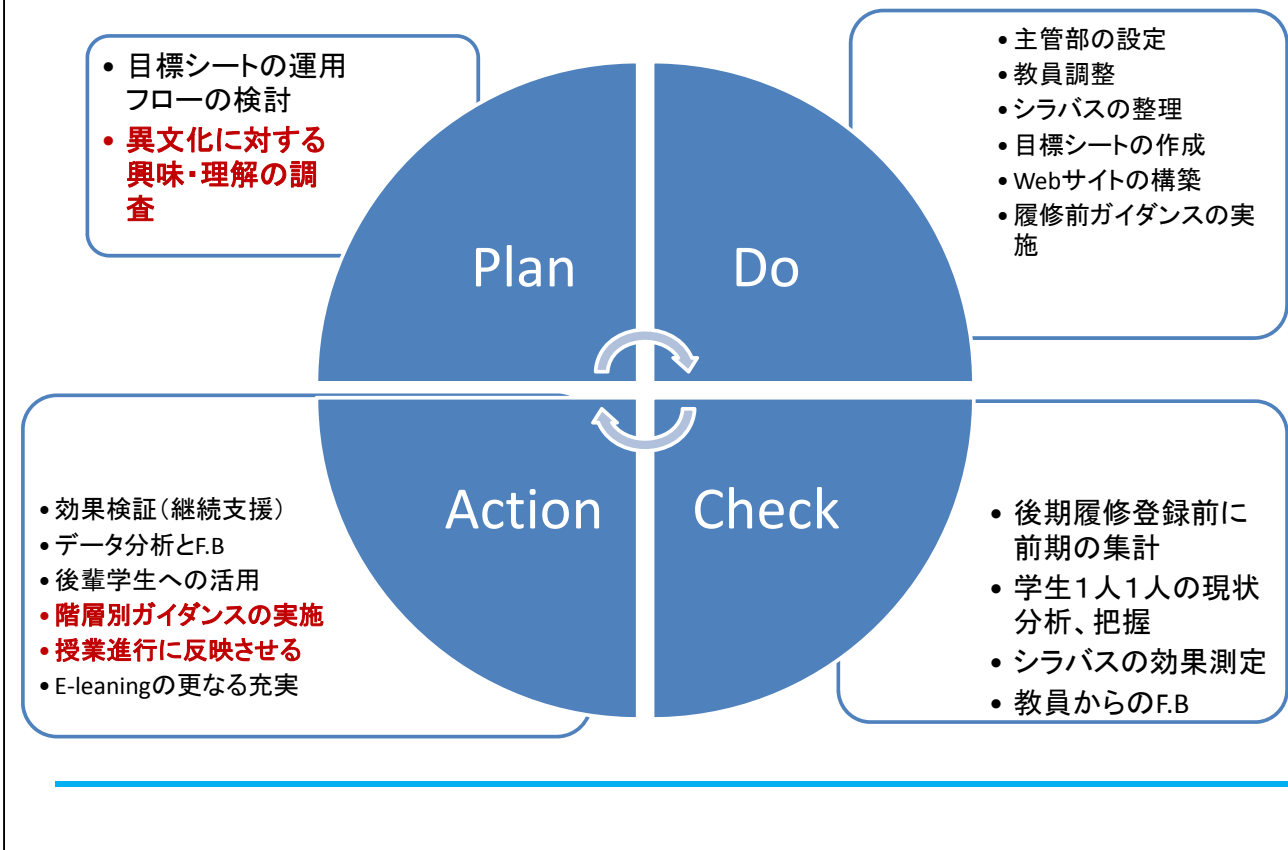 • 目標シートの運用
フローの検討
• 異文化に対する
興味・理解の調
査
Plan
• 主管部の設定
• 教員調整
• シラバスの整理
• 目標シートの作成
• Webサイトの構築
• 履修前ガイダンスの実
施
Do
• 効果検証（継続支援）
• データ分析とF.B
• 後輩学生への活用
• 階層別ガイダンスの実施
• 授業進行に反映させる
• E-leaningの更なる充実
Action
Check
• 後期履修登録前に
前期の集計
• 学生１人１人の現状
分析、把握
• シラバスの効果測定
• 教員からのF.B